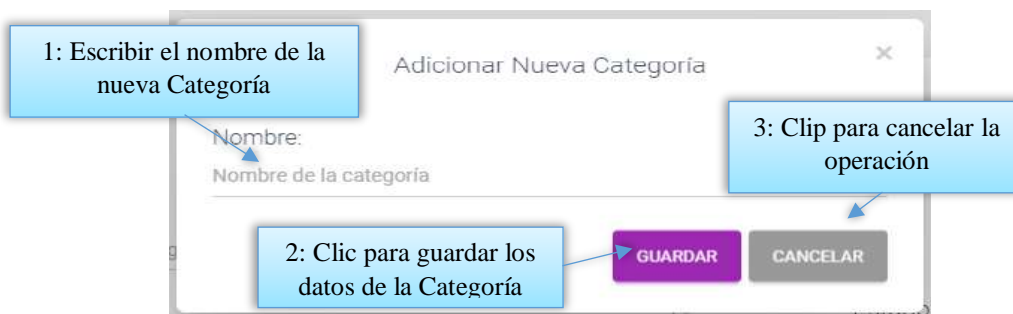 1: Escribir el nombre de la
nueva Categoría
Adicionar Nueva Categoría
×
Nombre:
Nombre de la categoría
3: Clip para cancelar la
operación
2: Clic para guardar los
datos de la Categoría
GUARDAR
CANCELAR